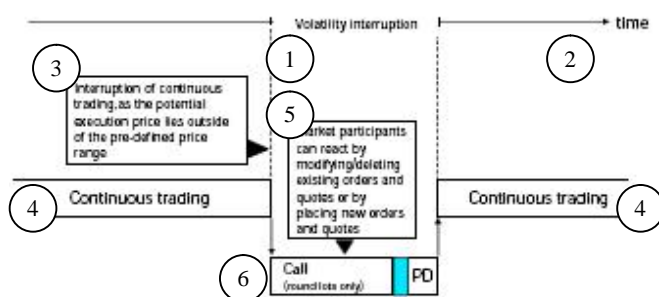 Volatility interruption
time
1
2
3
Interruption of continuous
trading, as the potential
execution price lies outside
of the pre-defined price
range
5
Market participants
can react by
modifying/deleting
existing orders and
quotes or by
placing new orders
and quotes
4
Continuous trading
Continuous trading
4
6
Call
(round lots only)
PD